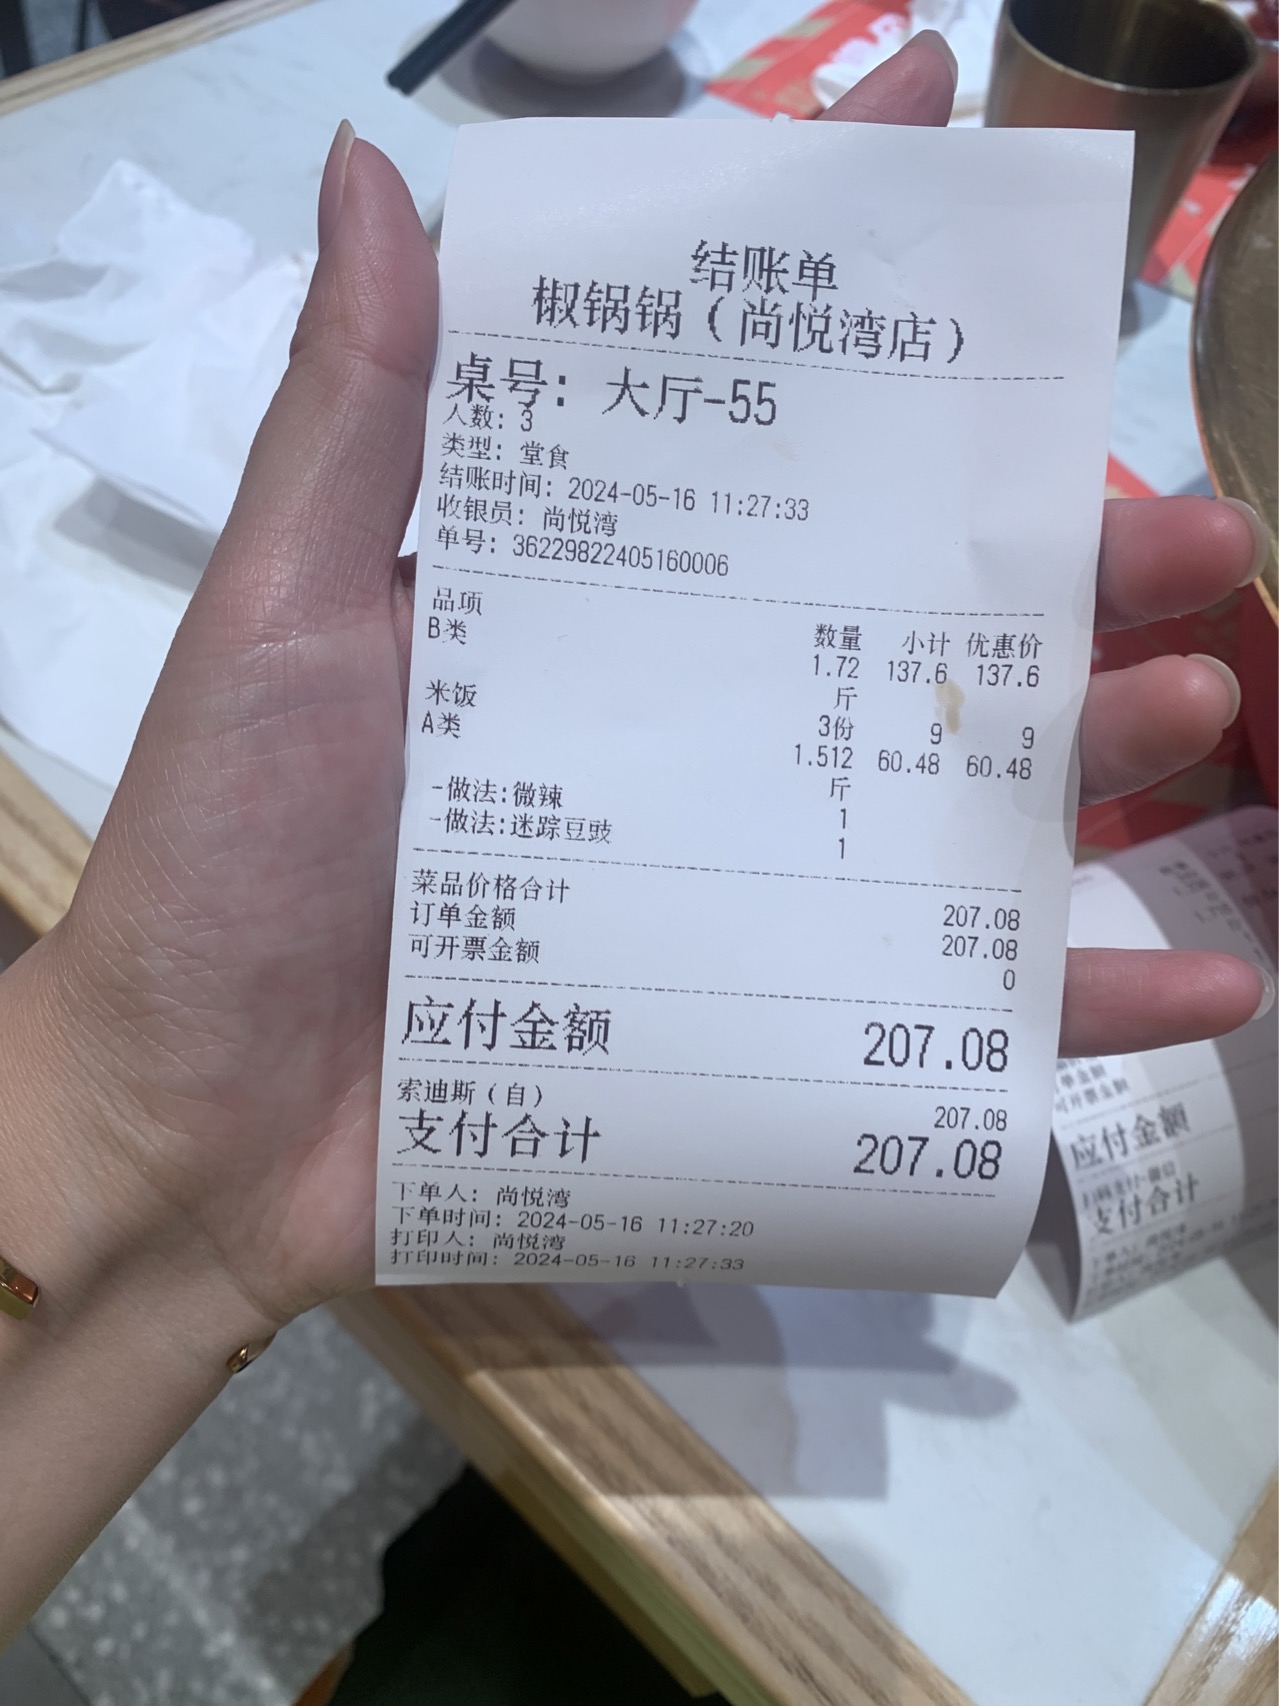 结账单
椒锅锅（尚悦湾店）
桌号： 大厅-55
人数: 3
类型: 堂食
结账时间: 2024-05-16 11:27:33
收银员: 尚悦湾
单号: 36229822405160006
品项 数量 小计 优惠价
B类 1.72 137.6 137.6
斤
米饭 3份 9 9
A类 1.512 60.48 60.48
斤
-做法:微辣 1
-做法:迷踪豆豉 1
菜品价格合计 207.08
订单金额 207.08
可开票金额 0
应付金额 207.08
索迪斯（自） 207.08
支付合计 207.08
下单人: 尚悦湾
下单时间: 2024-05-16 11:27:20
打印人: 尚悦湾
打印时间: 2024-05-16 11:27:33
可开票金额
应付金额
支付合计